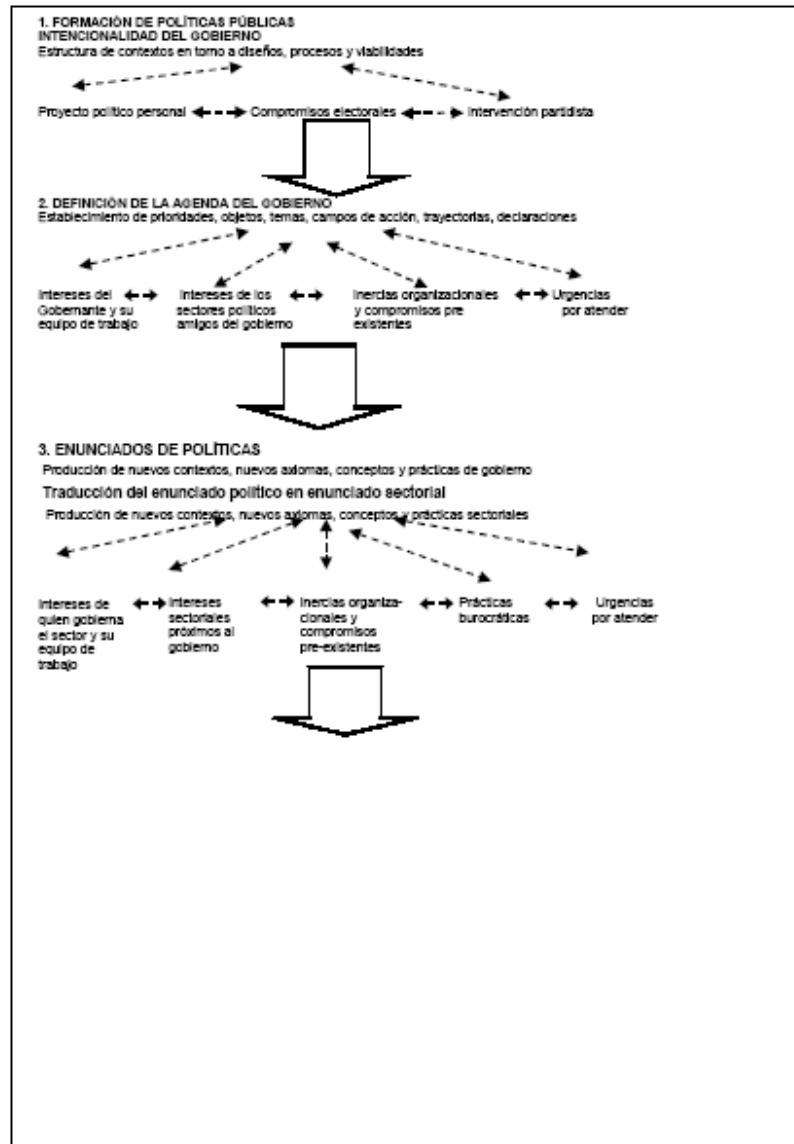 1. FORMACIÓN DE POLÍTICAS PÚBLICAS
INTENCIONALIDAD DEL GOBIERNO
Estructura de contextos en torno a diseños, procesos y viabilidades
Proyecto político personal
Compromisos electorales
Intervención partidista
2. DEFINICIÓN DE LA AGENDA DEL GOBIERNO
Establecimiento de prioridades, objetos, temas, campos de acción, trayectorias, declaraciones
Intereses del
Gobernante y su
equipo de trabajo
Intereses de los
sectores políticos
amigos del gobierno
Inercias organizacionales
y compromisos pre
existentes
Urgencias
por atender
3. ENUNCIADOS DE POLÍTICAS
Producción de nuevos contextos, nuevos axiomas, conceptos y prácticas de gobierno
Traducción del enunciado político en enunciado sectorial
Producción de nuevos contextos, nuevos axiomas, conceptos y prácticas sectoriales
Intereses de
quien gobierna
el sector y su
equipo de
trabajo
Intereses
sectoriales
próximos al
gobierno
Inercias organiza-
cionales y
compromisos
pre-existentes
Prácticas
burocráticas
Urgencias
por atender